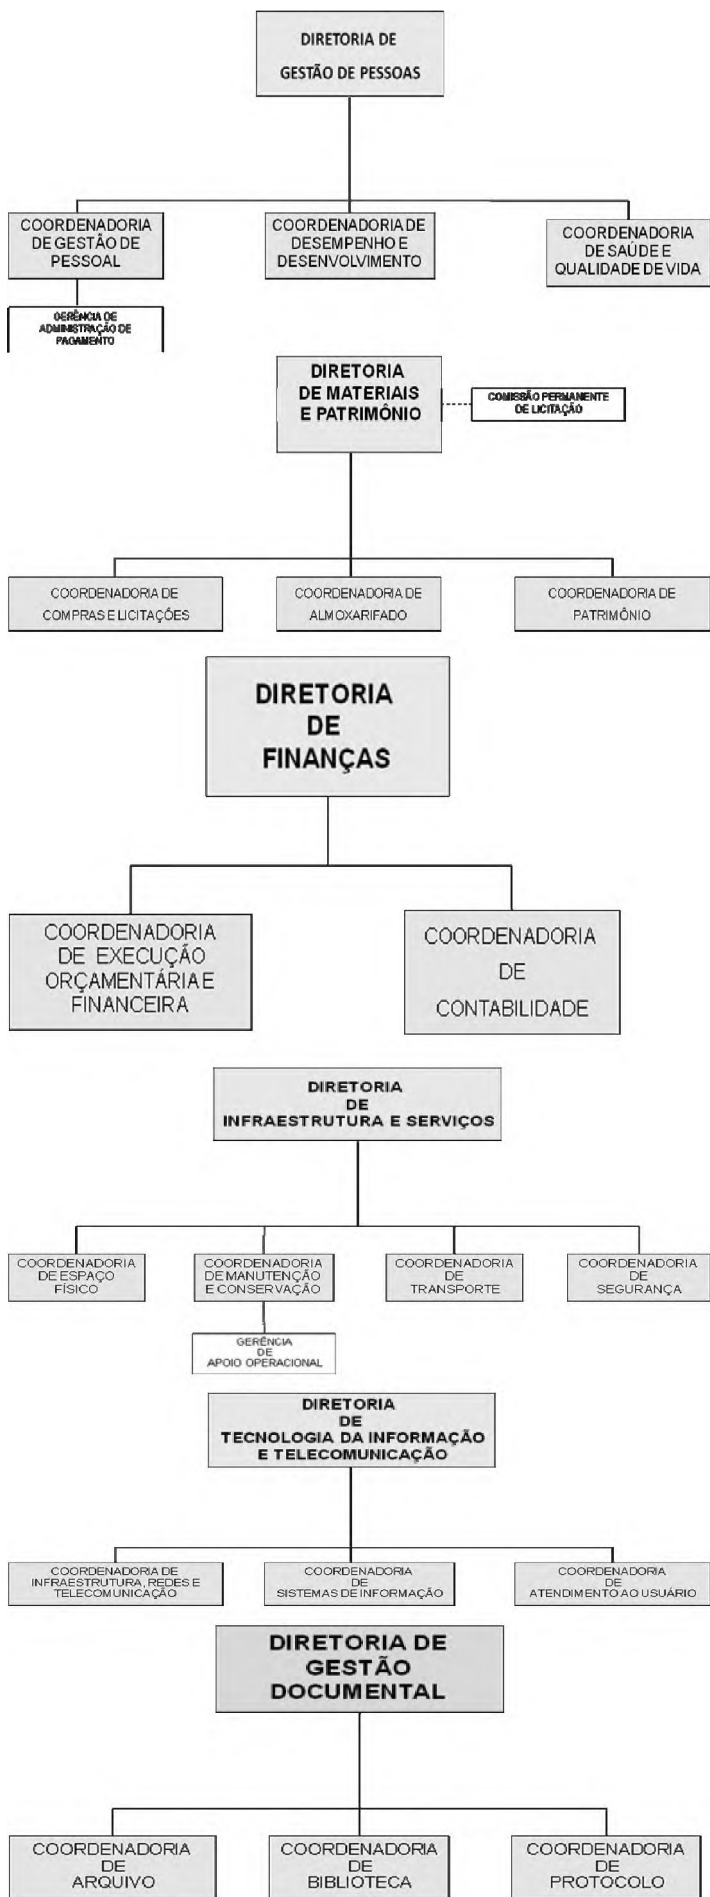 DIRETORIA DE
GESTÃO DE PESSOAS
COORDENADORIA
DE GESTÃO DE
PESSOAL
COORDENADORIA DE
DESEMPENHO E
DESENVOLVIMENTO
COORDENADORIA
DE SAÚDE E
QUALIDADE DE VIDA
GERÊNCIA DE
ADMINISTRAÇÃO DE
PAGAMENTO
DIRETORIA
DE MATERIAIS
E PATRIMÔNIO
COMISSÃO PERMANENTE
DE LICITAÇÃO
COORDENADORIA DE
COMPRAS E LICITAÇÕES
COORDENADORIA DE
ALMOXARIFADO
COORDENADORIA DE
PATRIMÔNIO
DIRETORIA
DE
FINANÇAS
COORDENADORIA
DE EXECUÇÃO
ORÇAMENTÁRIA E
FINANCEIRA
COORDENADORIA
DE
CONTABILIDADE
DIRETORIA
DE
INFRAESTRUTURA E SERVIÇOS
COORDENADORIA
DE ESPAÇO
FÍSICO
COORDENADORIA
DE MANUTENÇÃO
E CONSERVAÇÃO
COORDENADORIA
DE
TRANSPORTE
COORDENADORIA
DE
SEGURANÇA
GERÊNCIA
DE
APOIO OPERACIONAL
DIRETORIA
DE
TECNOLOGIA DA INFORMAÇÃO
E TELECOMUNICAÇÃO
COORDENADORIA DE
INFRAESTRUTURA, REDES E
TELECOMUNICAÇÃO
COORDENADORIA
DE
SISTEMAS DE INFORMAÇÃO
COORDENADORIA
DE
ATENDIMENTO AO USUÁRIO
DIRETORIA DE
GESTÃO
DOCUMENTAL
COORDENADORIA
DE
ARQUIVO
COORDENADORIA
DE
BIBLIOTECA
COORDENADORIA
DE
PROTOCOLO